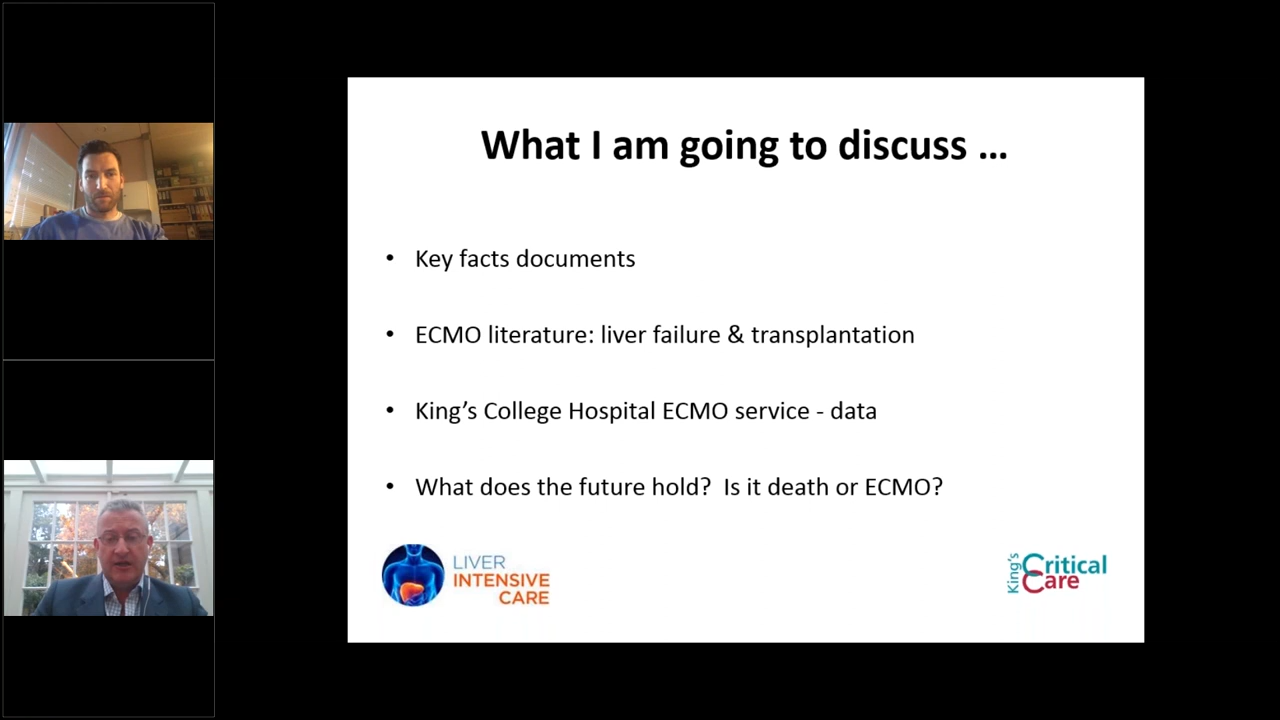 What I am going to discuss ...
• Key facts documents
• ECMO literature: liver failure & transplantation
• King’s College Hospital ECMO service - data
• What does the future hold?  Is it death or ECMO?
LIVER
INTENSIVE
CARE
King's
Critical
Care